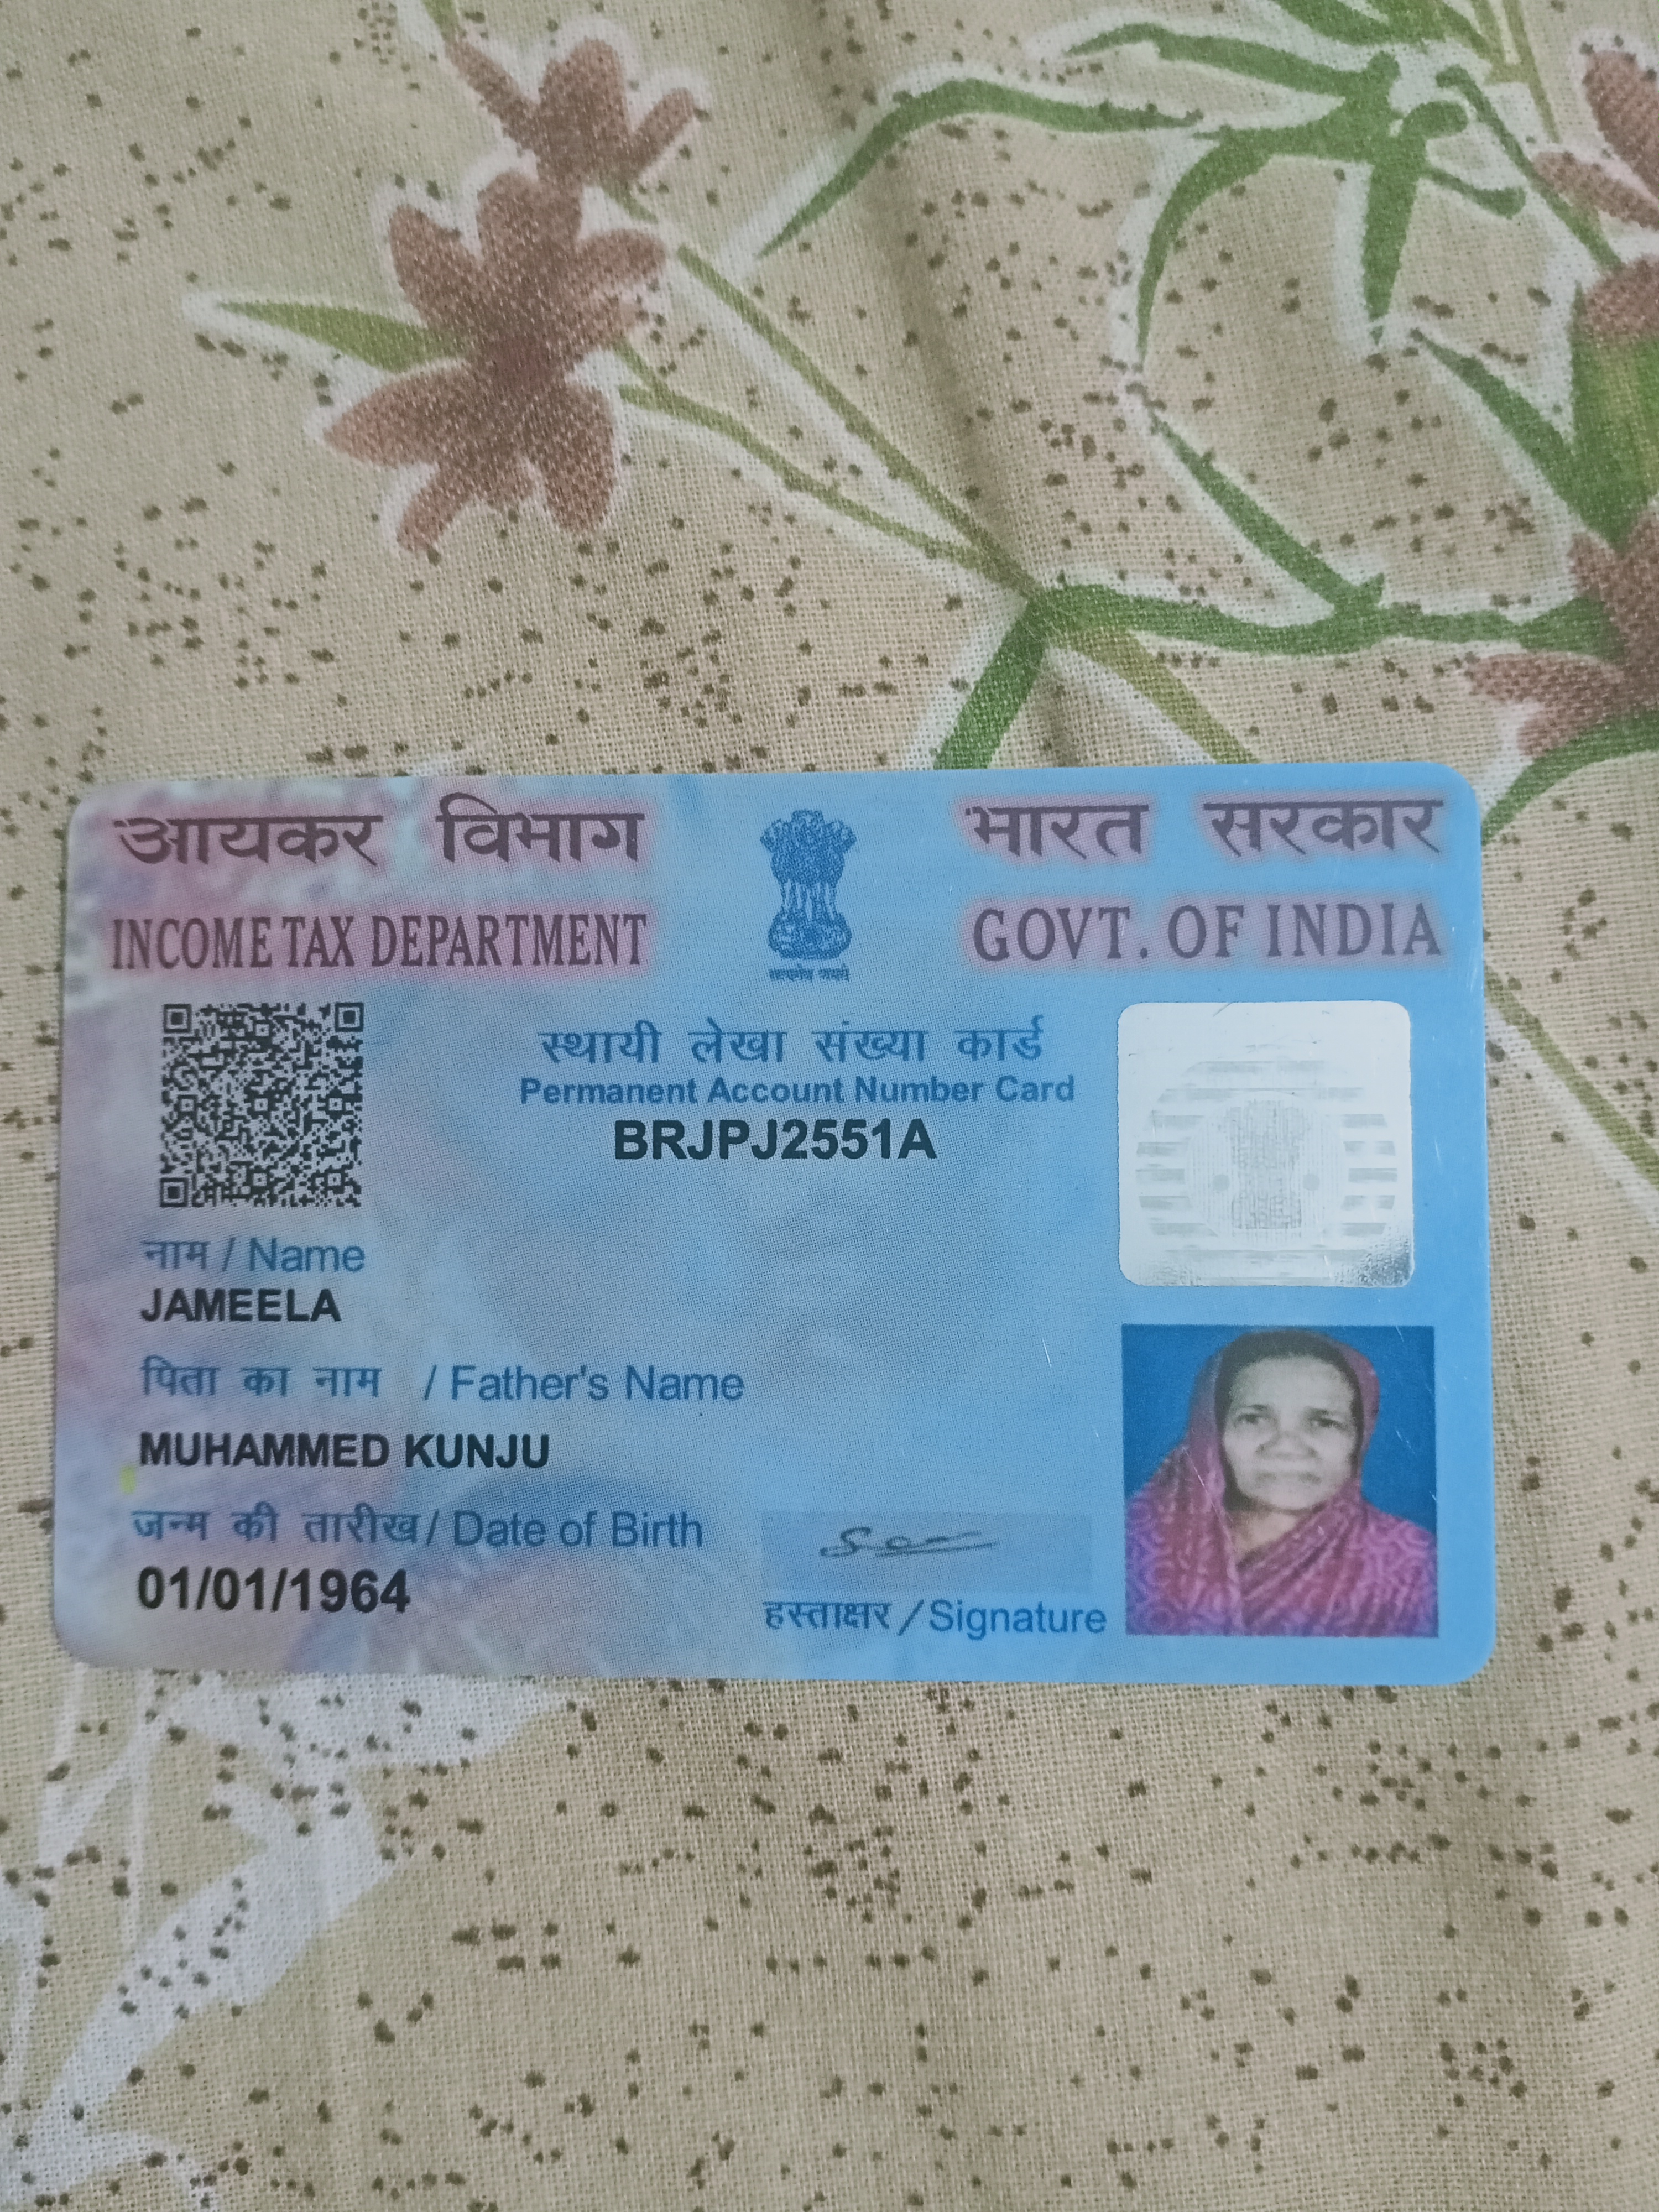 आयकर विभाग
INCOME TAX DEPARTMENT
सत्यमेव जयते
भारत सरकार
GOVT. OF INDIA
स्थायी लेखा संख्या कार्ड
Permanent Account Number Card
BRJPJ2551A
नाम / Name
JAMEELA
पिता का नाम / Father's Name
MUHAMMED KUNJU
जन्म की तारीख / Date of Birth
01/01/1964
हस्ताक्षर / Signature